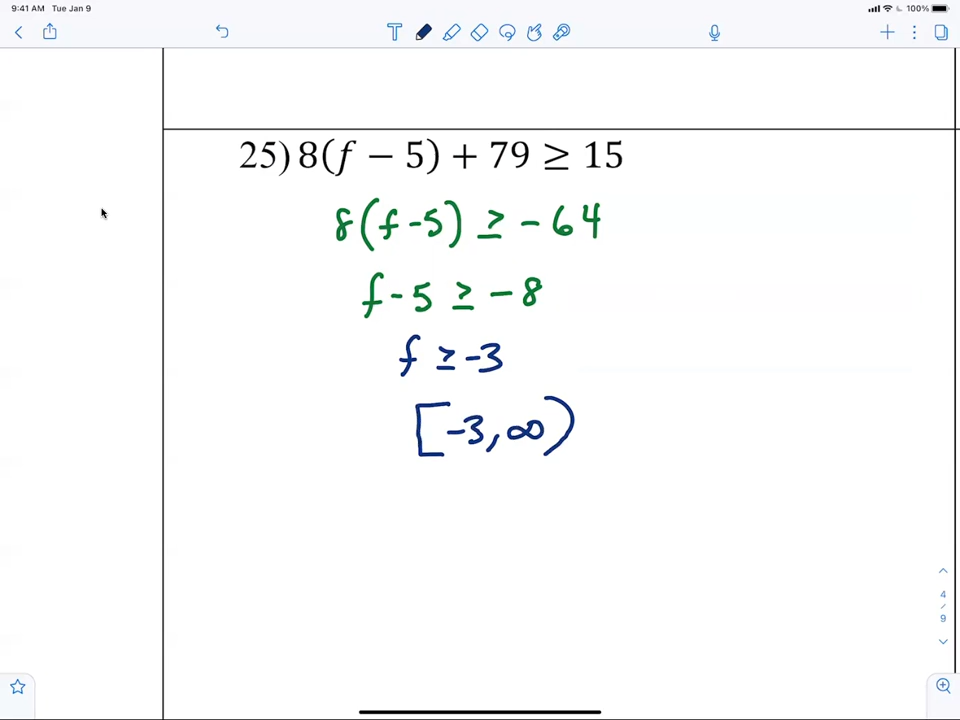 9:41 AM Tue Jan 9
100%
T
25) 8(f − 5) + 79 ≥ 15
8(f-5) ≥ -64
f-5 ≥ -8
f ≥ -3
[-3, ∞)
4
/
9